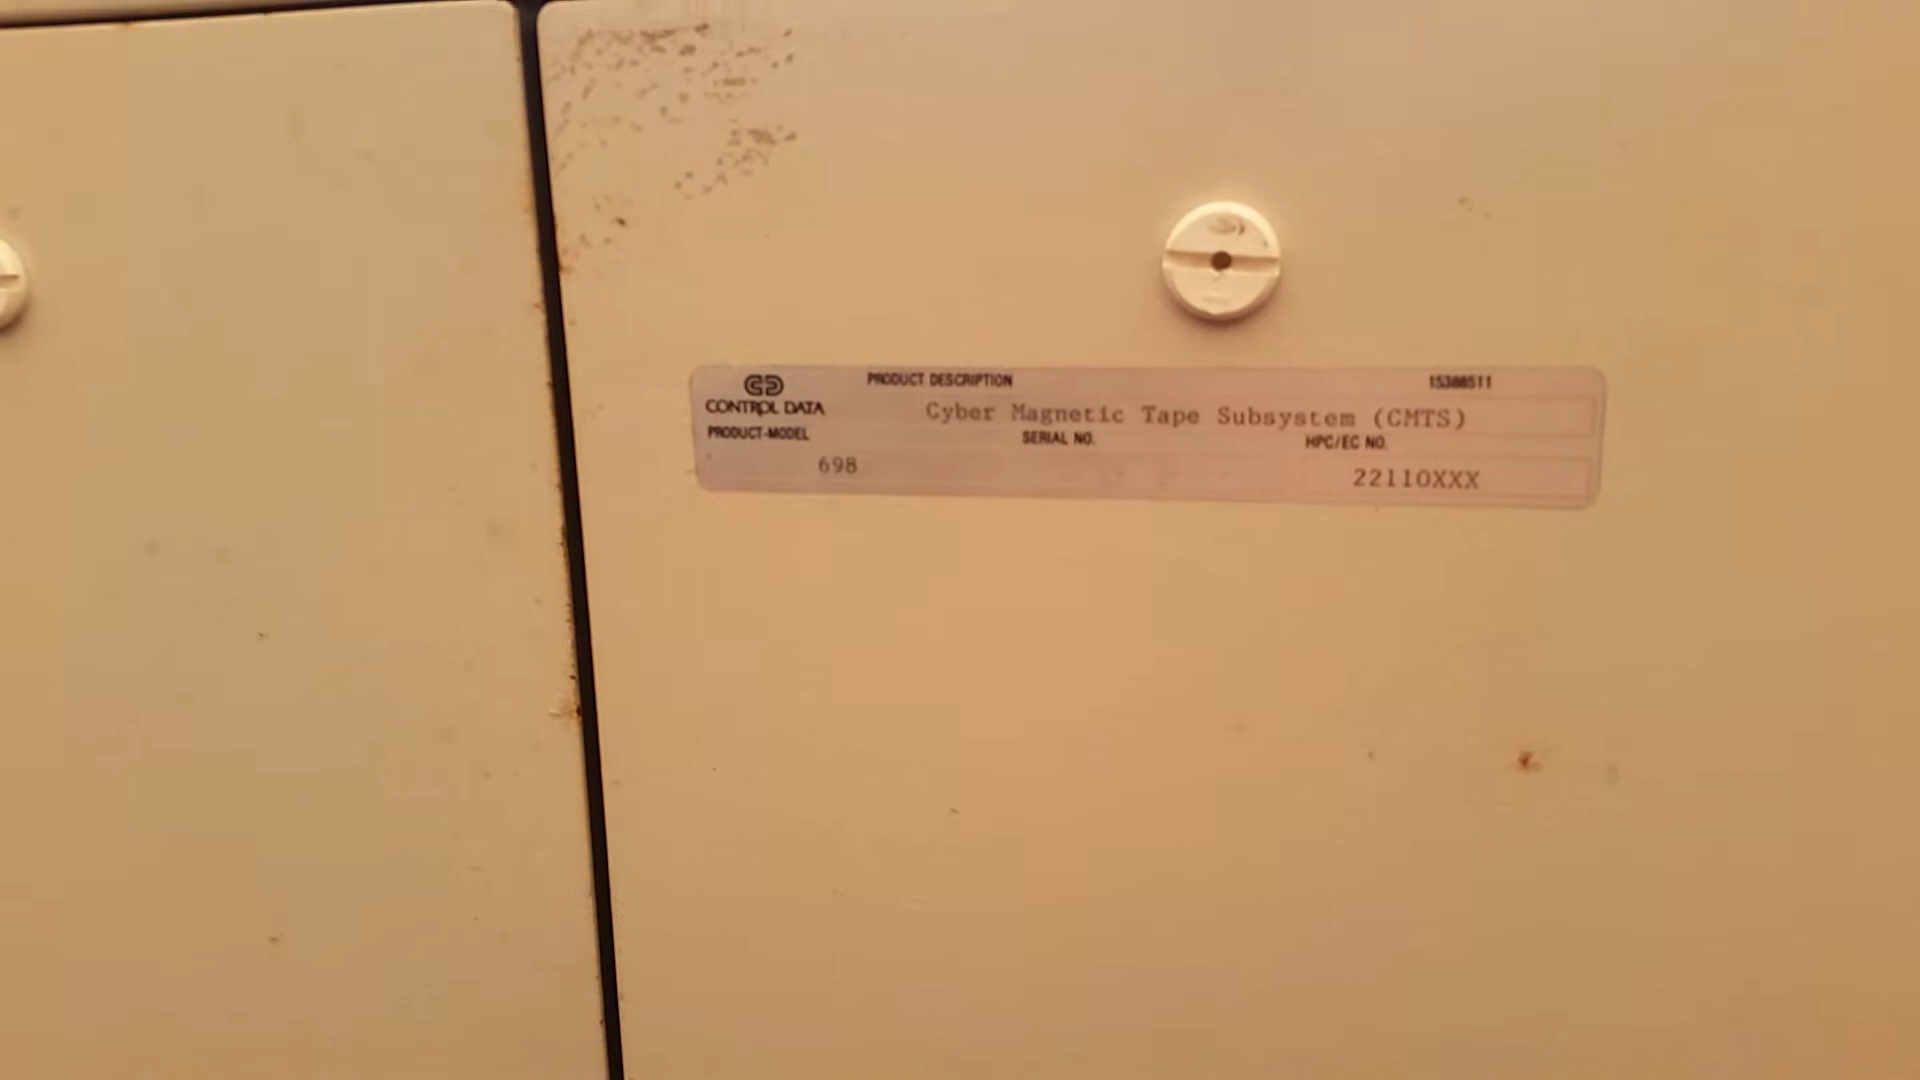 CONTROL DATA
PRODUCT DESCRIPTION 15388511
Cyber Magnetic Tape Subsystem (CMTS)
PRODUCT-MODEL SERIAL NO. HPC/EC NO.
698 22110XXX